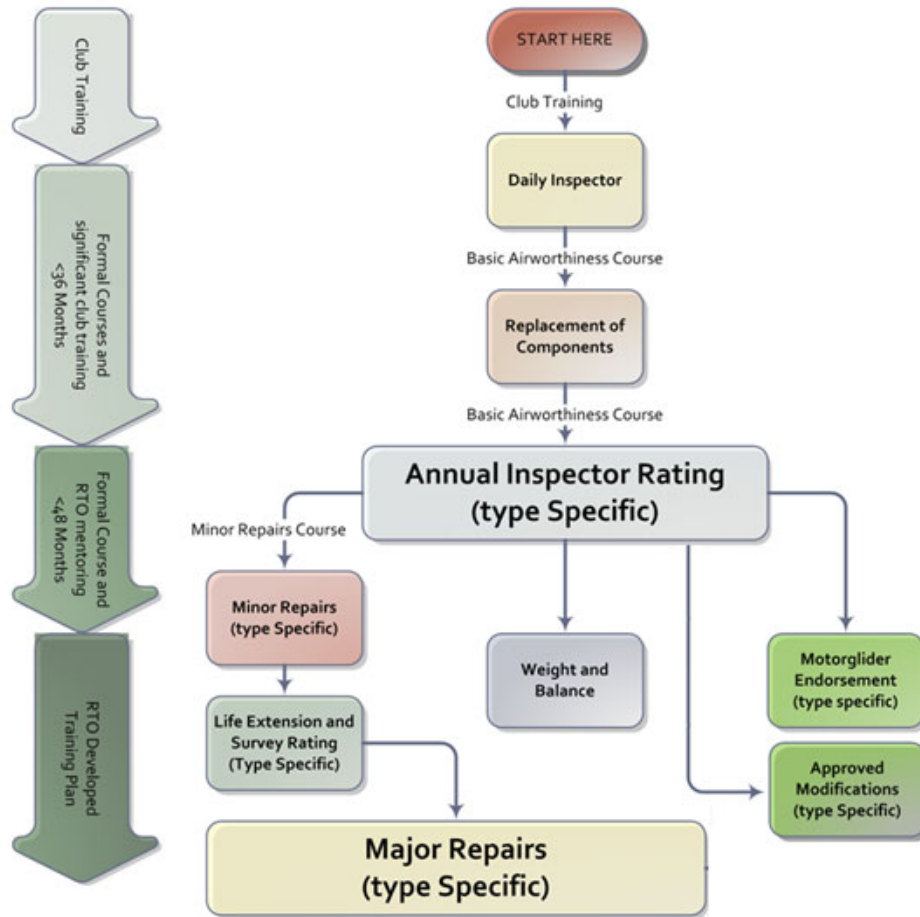 START HERE
Club Training
Daily Inspector
Basic Airworthiness Course
Replacement of
Components
Basic Airworthiness Course
Annual Inspector Rating
(type Specific)
Minor Repairs Course
Minor Repairs
(type Specific)
Weight and
Balance
Motorglider
Endorsement
(type specific)
Life Extension and
Survey Rating
(Type Specific)
Approved
Modifications
(type Specific)
Major Repairs
(type Specific)
Club Training
Formal Courses and
significant club training
<36 Months
Formal Course and
RTO mentoring
<48 Months
RTO Developed
Training Plan